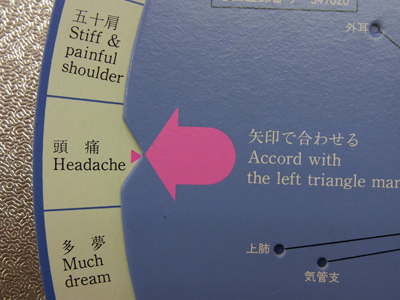 五十肩
Stiff &
painful
shoulder
外耳
頭痛
Headache
矢印で合わせる
Accord with
the left triangle mar
多夢
Much
dream
上肺
気管支